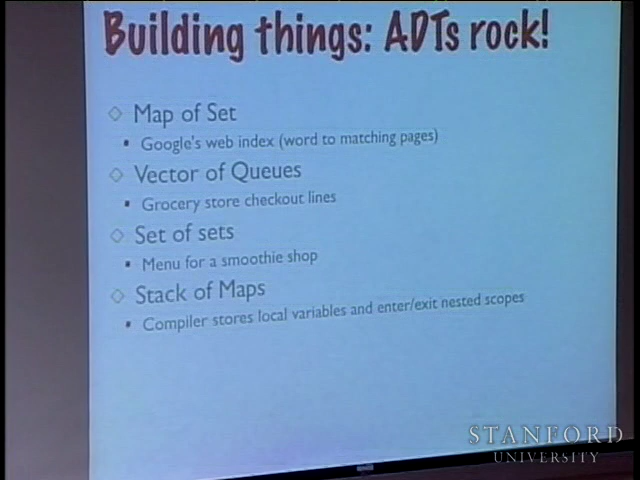 Building things: ADTs rock!
Map of Set
Google's web index (word to matching pages)
Vector of Queues
Grocery store checkout lines
Set of sets
Menu for a smoothie shop
Stack of Maps
Compiler stores local variables and enter/exit nested scopes
STANFORD
UNIVERSITY